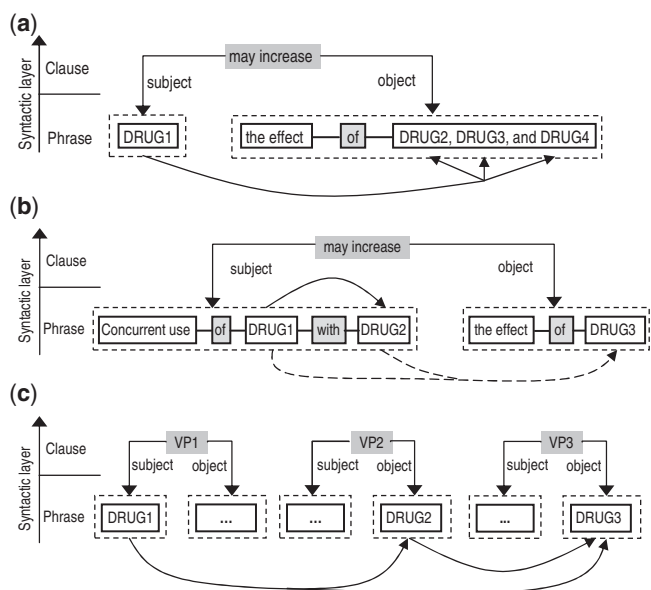 (a)
Syntactic layer
Clause
Phrase
may increase
subject
object
DRUG1
the effect of DRUG2, DRUG3, and DRUG4
(b)
Syntactic layer
Clause
Phrase
may increase
subject
object
Concurrent use of DRUG1 with DRUG2
the effect of DRUG3
(c)
Syntactic layer
Clause
Phrase
VP1
VP2
VP3
subject object
subject object
subject object
DRUG1
...
...
DRUG2
...
DRUG3